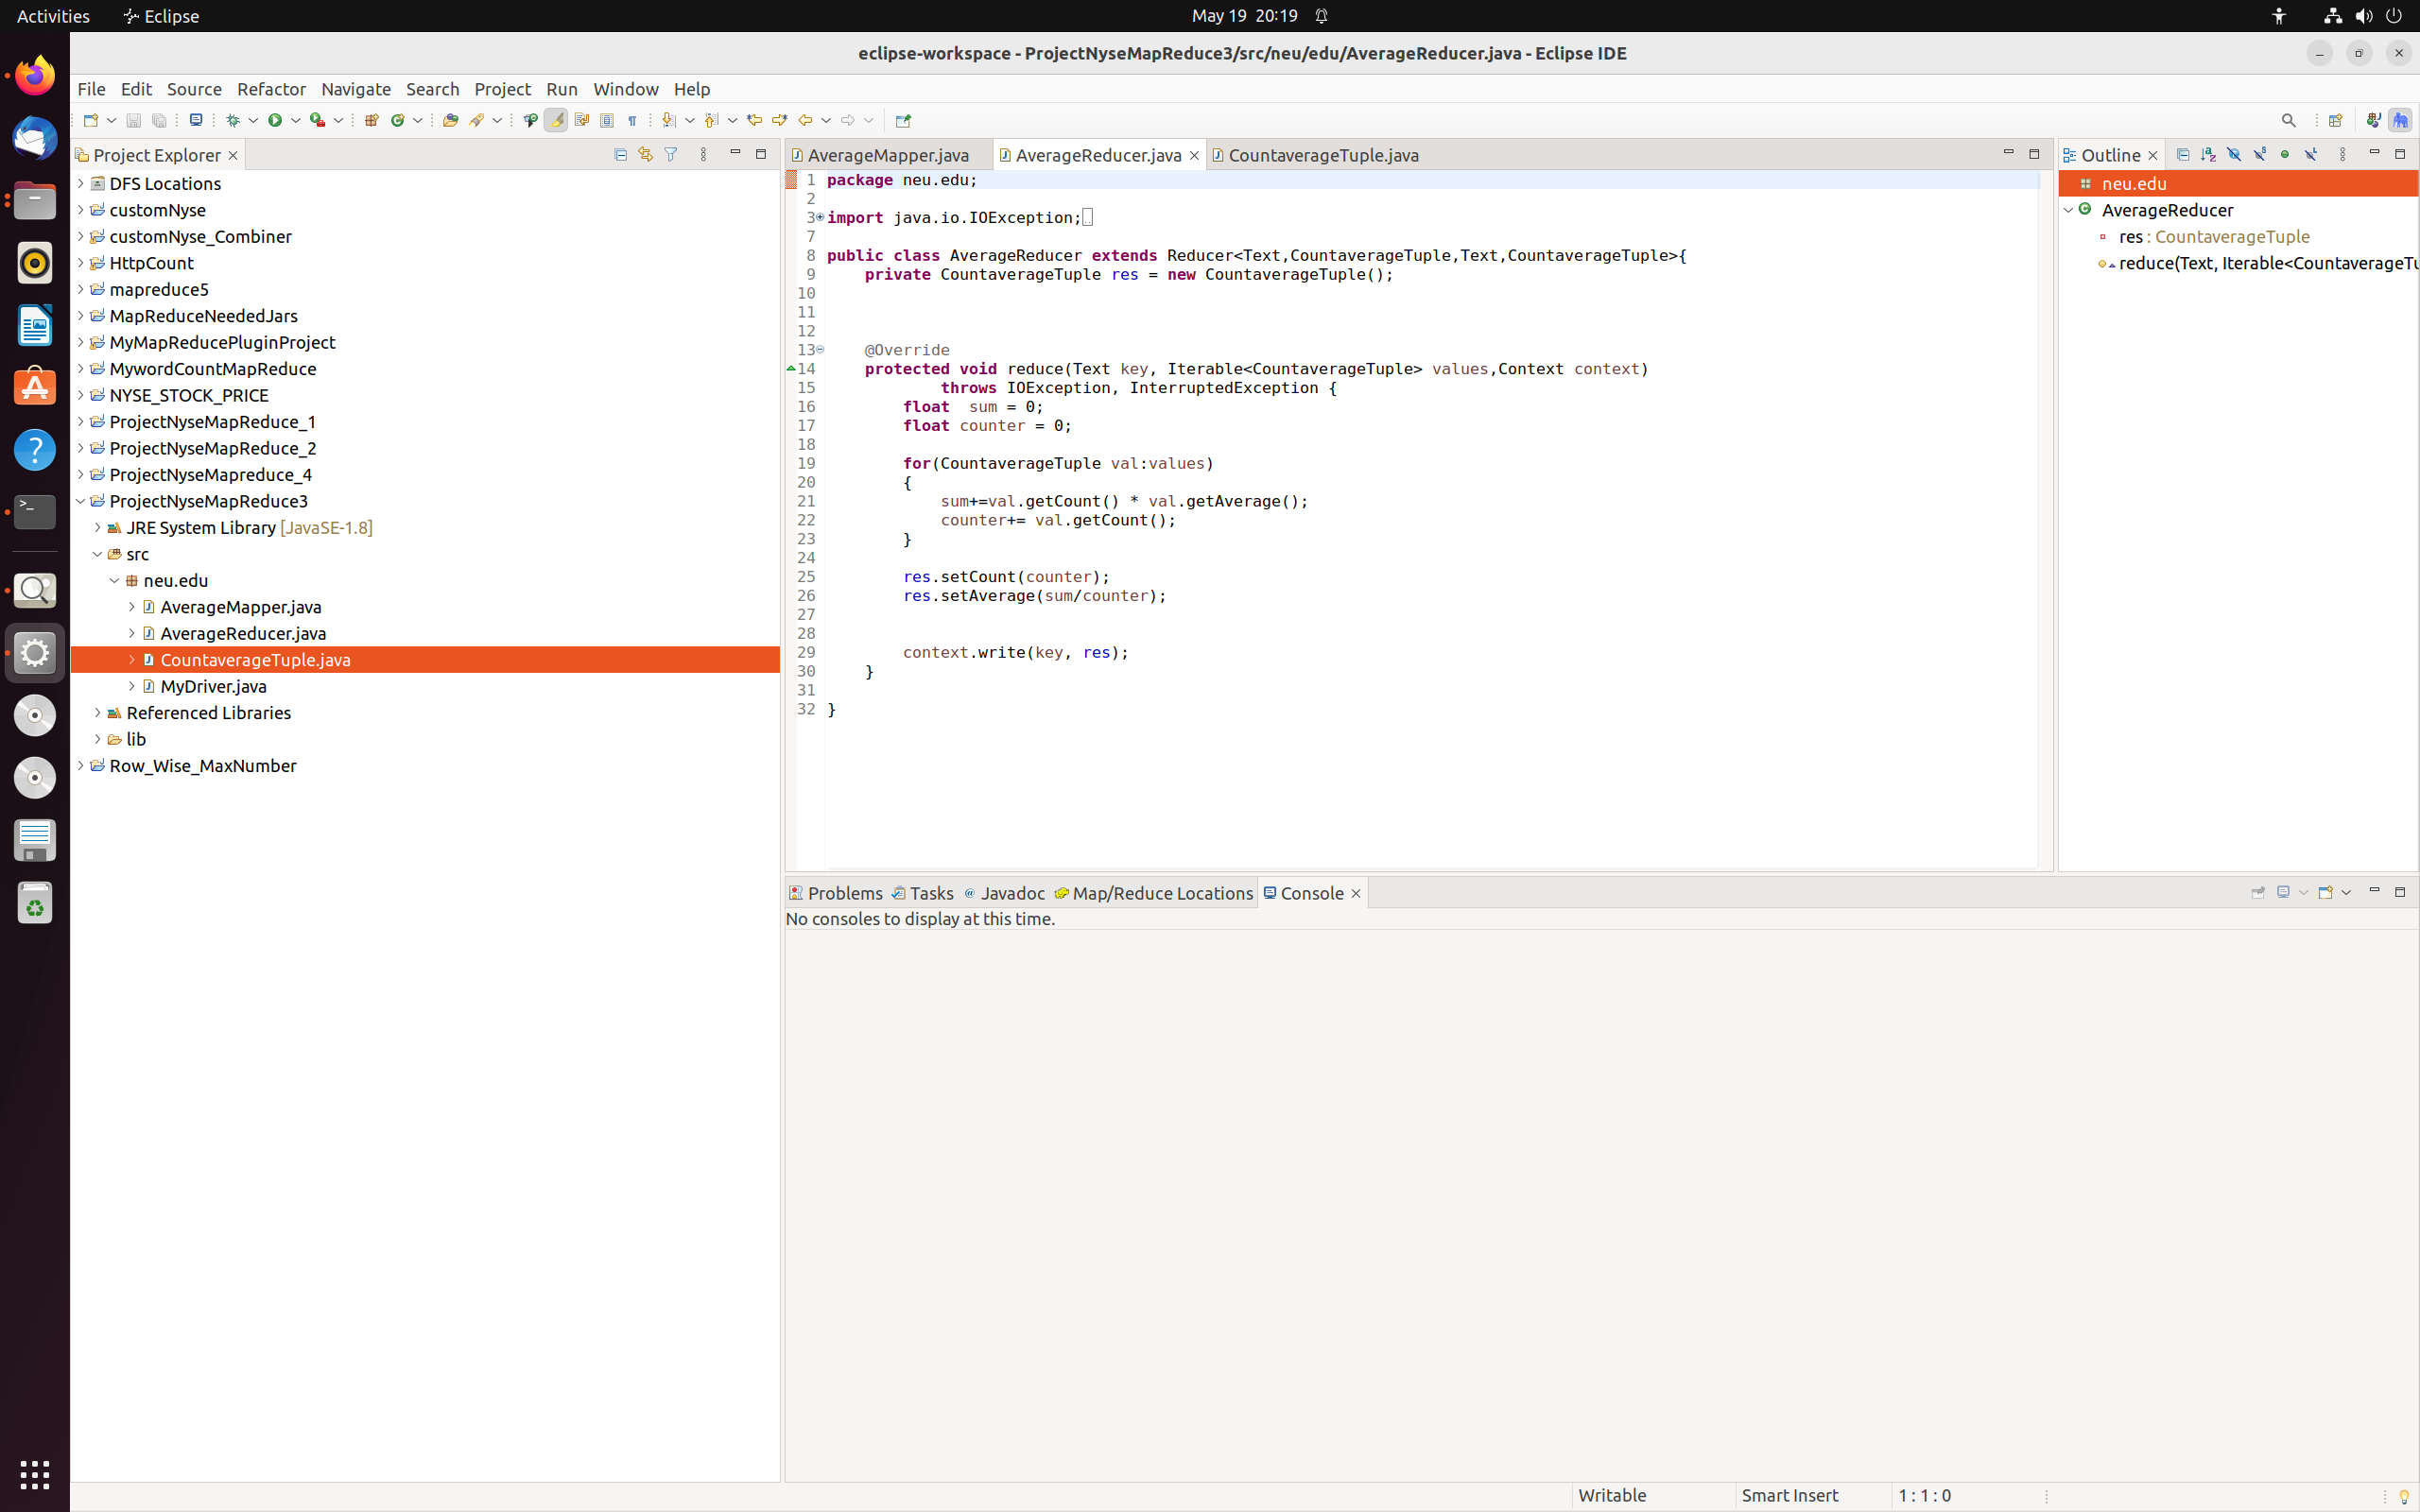 Activities
Eclipse
May 19 20:19
eclipse-workspace - ProjectNyseMapReduce3/src/neu/edu/AverageReducer.java - Eclipse IDE
File Edit Source Refactor Navigate Search Project Run Window Help
Project Explorer
DFS Locations
customNyse
customNyse_Combiner
HttpCount
mapreduce5
MapReduceNeededJars
MyMapReducePluginProject
MywordCountMapReduce
NYSE_STOCK_PRICE
ProjectNyseMapReduce_1
ProjectNyseMapReduce_2
ProjectNyseMapreduce_4
ProjectNyseMapReduce3
JRE System Library [JavaSE-1.8]
src
neu.edu
AverageMapper.java
AverageReducer.java
CountaverageTuple.java
MyDriver.java
Referenced Libraries
lib
Row_Wise_MaxNumber
AverageMapper.java
AverageReducer.java
CountaverageTuple.java
1 package neu.edu;
2
3 import java.io.IOException;
7
8 public class AverageReducer extends Reducer<Text,CountaverageTuple,Text,CountaverageTuple>{
9 private CountaverageTuple res = new CountaverageTuple();
10
11
12
13 @Override
14 protected void reduce(Text key, Iterable<CountaverageTuple> values,Context context)
15 throws IOException, InterruptedException {
16 float sum = 0;
17 float counter = 0;
18
19 for(CountaverageTuple val:values)
20 {
21 sum+=val.getCount() * val.getAverage();
22 counter+= val.getCount();
23 }
24
25 res.setCount(counter);
26 res.setAverage(sum/counter);
27
28
29 context.write(key, res);
30 }
31
32 }
Outline
neu.edu
AverageReducer
res : CountaverageTuple
reduce(Text, Iterable<CountaverageTu
Problems
Tasks
Javadoc
Map/Reduce Locations
Console
No consoles to display at this time.
Writable
Smart Insert
1 : 1 : 0